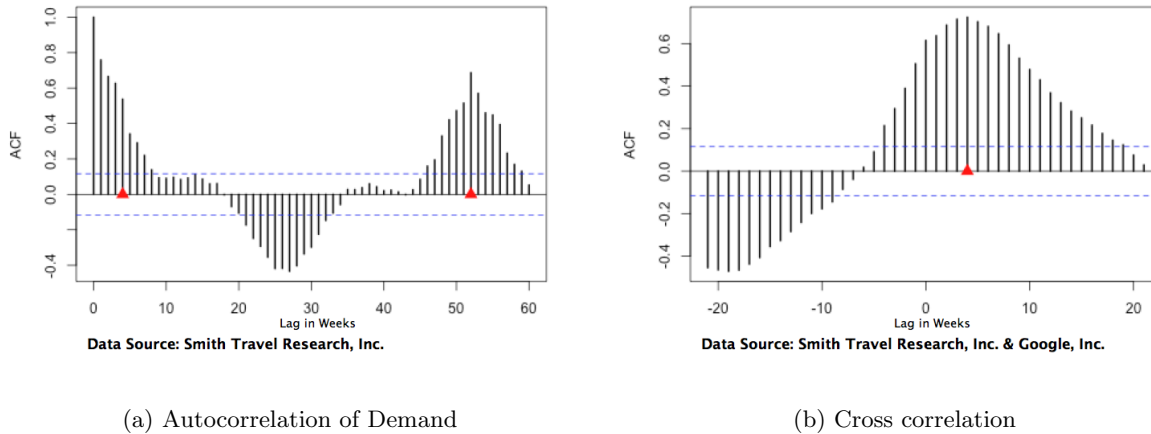 1.0
0.8
0.6
0.4
0.2
0.0
-0.4
ACF
0 10 20 30 40 50 60
Lag in Weeks
Data Source: Smith Travel Research, Inc.
(a) Autocorrelation of Demand
0.6
0.4
0.2
0.0
-0.2
-0.4
ACF
-20 -10 0 10 20
Lag in Weeks
Data Source: Smith Travel Research, Inc. & Google, Inc.
(b) Cross correlation